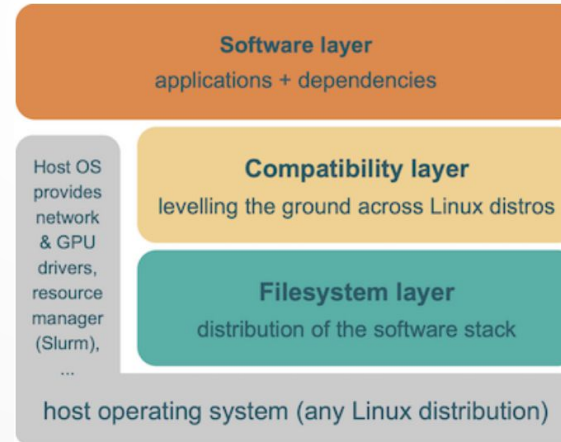 Software layer
applications + dependencies
Host OS
provides
network
& GPU
drivers,
resource
manager
(Slurm),
...
Compatibility layer
levelling the ground across Linux distros
Filesystem layer
distribution of the software stack
host operating system (any Linux distribution)